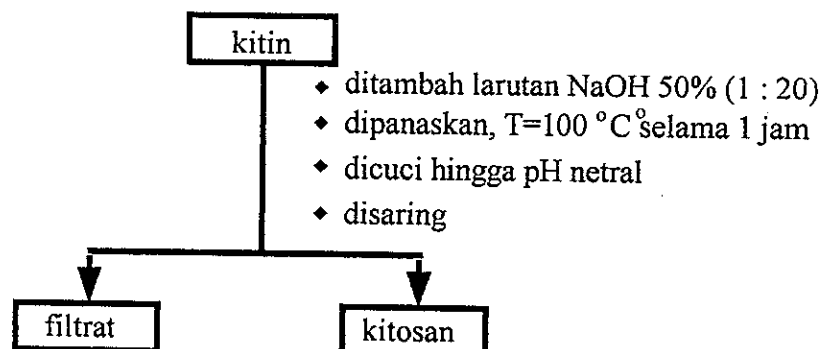 kitin
◆ ditambah larutan NaOH 50% (1 : 20)
◆ dipanaskan, T=100 °C° selama 1 jam
◆ dicuci hingga pH netral
◆ disaring
filtrat
kitosan